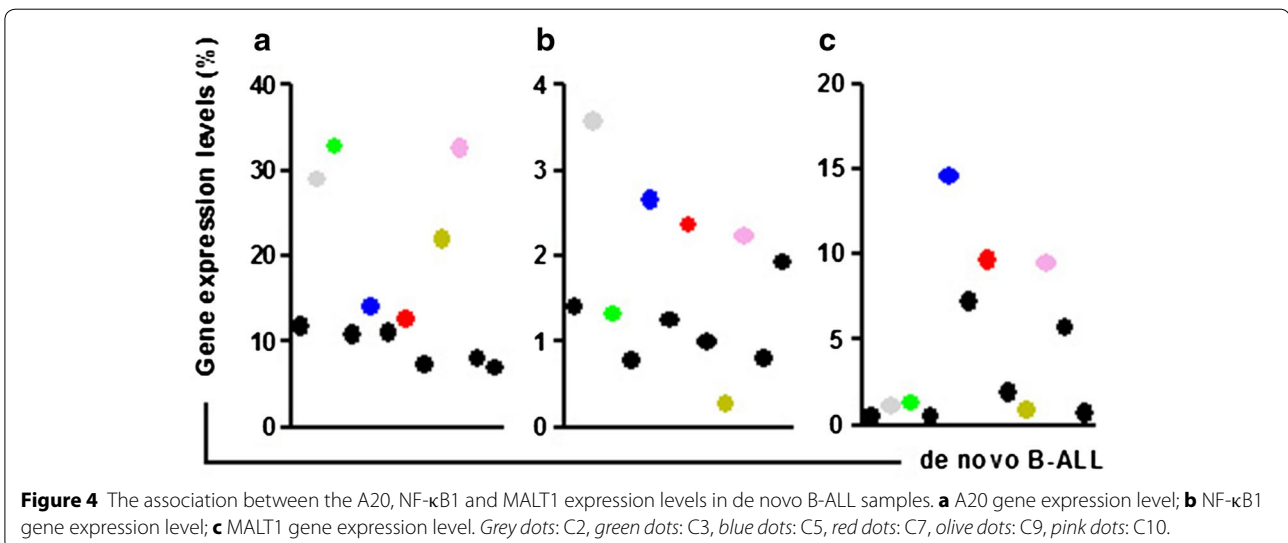 a
b
c
Gene expression levels (%)
40
30
20
10
0
4
3
2
1
0
20
15
10
5
0
de novo B-ALL
Figure 4 The association between the A20, NF-κB1 and MALT1 expression levels in de novo B-ALL samples. a A20 gene expression level; b NF-κB1
gene expression level; c MALT1 gene expression level. Grey dots: C2, green dots: C3, blue dots: C5, red dots: C7, olive dots: C9, pink dots: C10.